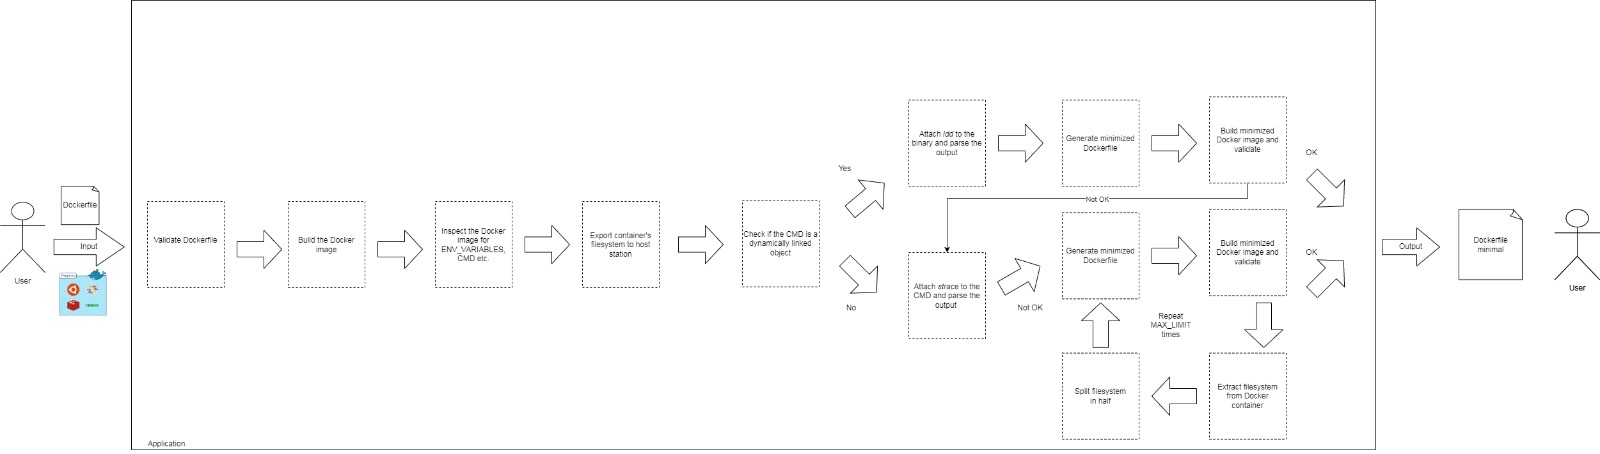 Dockerfile
Input
User
Validate Dockerfile
Build the Docker
image
Inspect the Docker
image for
ENV_VARIABLES,
CMD etc.
Export container's
filesystem to host
station
Check if the CMD is a
dynamically linked
object
Yes
No
Attach ldd to the
binary and parse the
output
Generate minimized
Dockerfile
Build minimized
Docker image and
validate
OK
Not OK
Attach strace to the
CMD and parse the
output
Not OK
Generate minimized
Dockerfile
Build minimized
Docker image and
validate
OK
Repeat
MAX_LIMIT
times
Split filesystem
in half
Extract filesystem
from Docker
container
Output
Dockerfile
minimal
User
Application